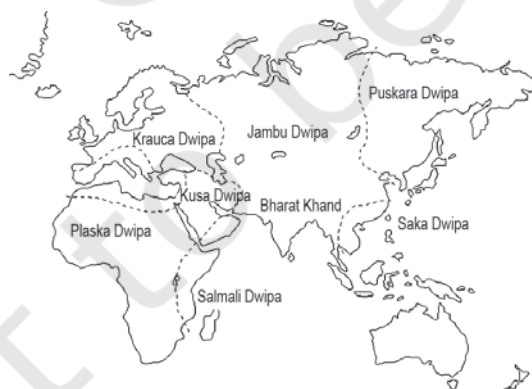 Puskara Dwipa
Krauca Dwipa
Jambu Dwipa
Kusa Dwipa
Bharat Khand
Plaska Dwipa
Saka Dwipa
Salmali Dwipa